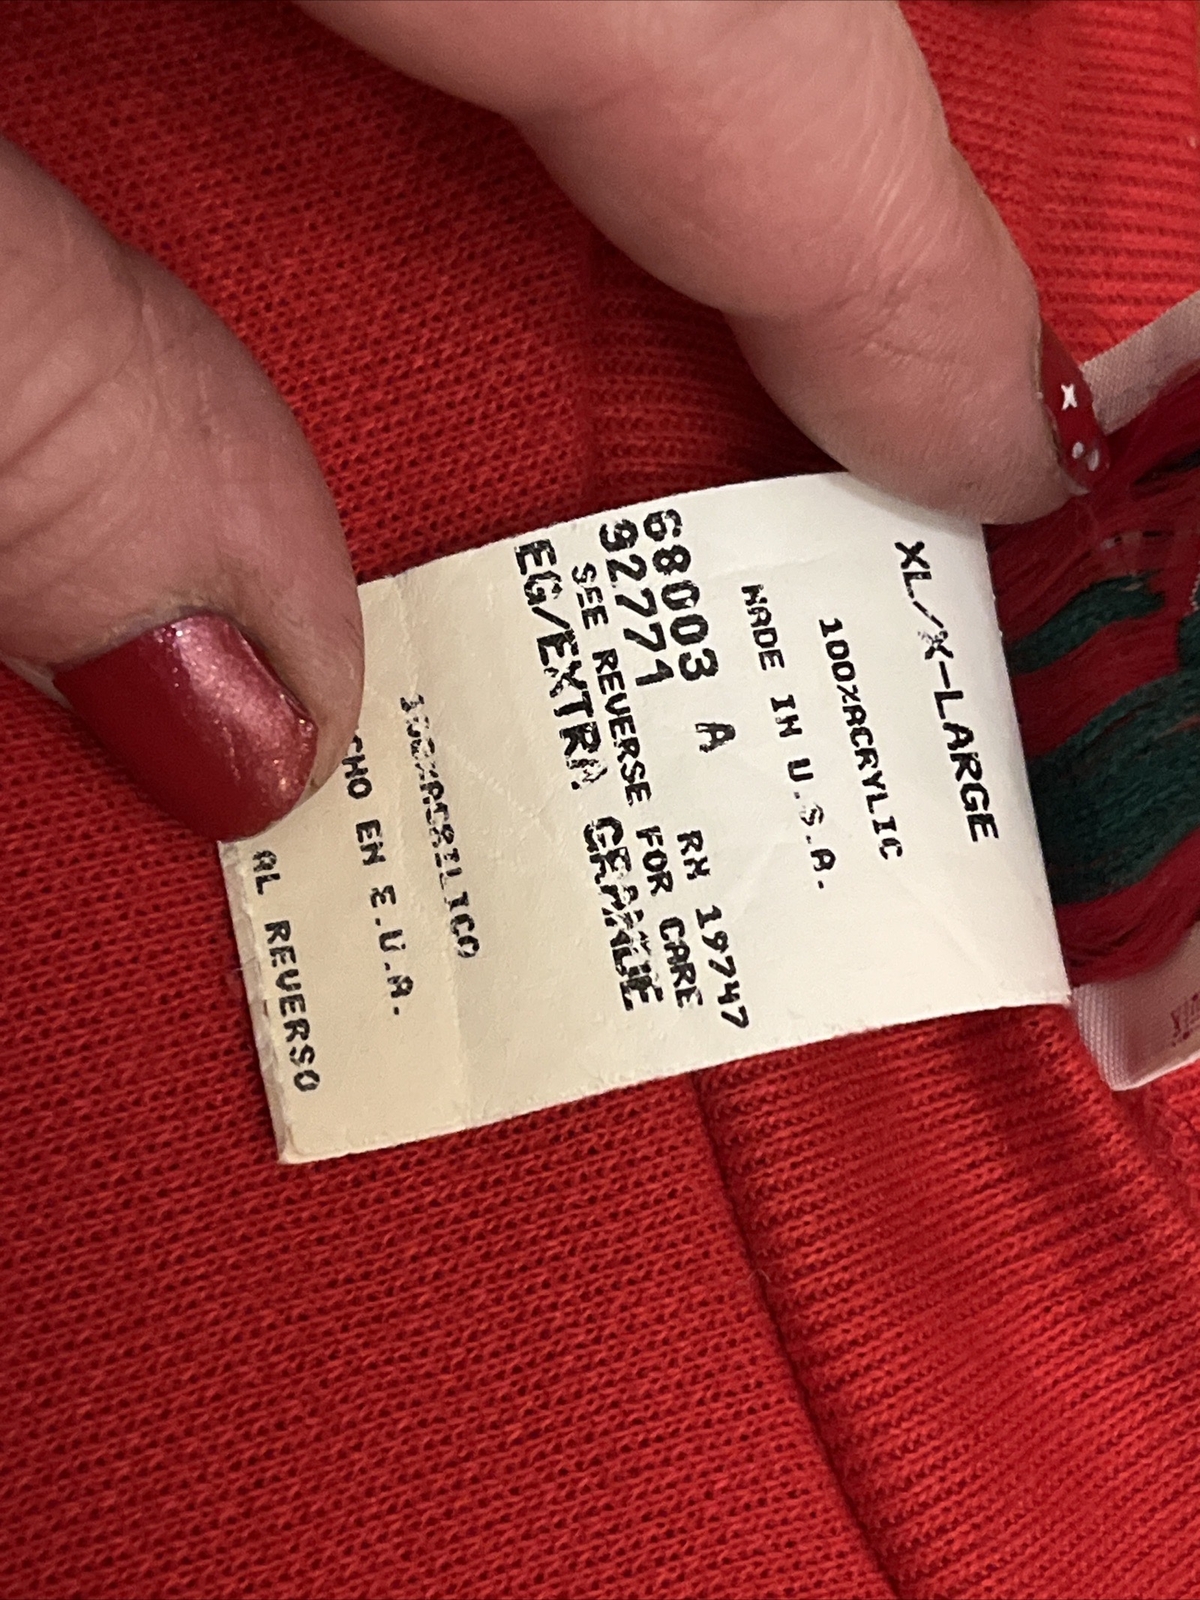 XL/X-LARGE
100%ACRYLIC
MADE IN U.S.A.
68003 A RN 19747
92771
SEE REVERSE FOR CARE
EG/EXTRA GRANDE
100%ACRILICO
CHO EN E.U.A.
AL REVERSO